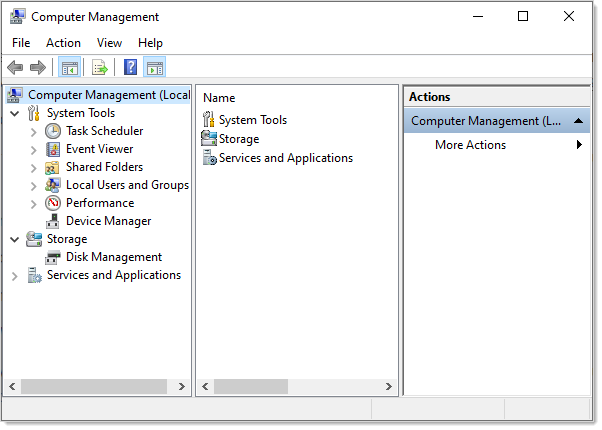 Computer Management
File Action View Help
Computer Management (Local
System Tools
Task Scheduler
Event Viewer
Shared Folders
Local Users and Groups
Performance
Device Manager
Storage
Disk Management
Services and Applications
Name
System Tools
Storage
Services and Applications
Actions
Computer Management (L...
More Actions